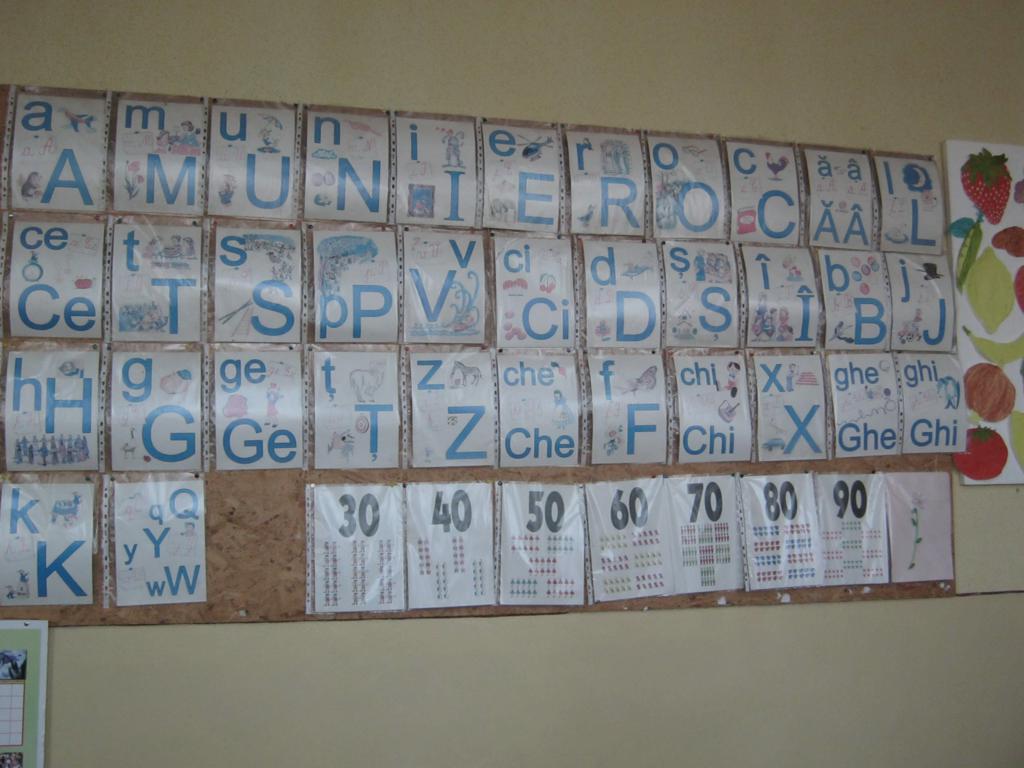 a m u n i e r o c ă â l
A M U N I E R O C Ă Â L
ce t s p v ci d ș î b j
Ce T S P V Ci D Ș Î B J
h g ge ț z che f chi x ghe ghi
H G Ge Ț Z Che F Chi X Ghe Ghi
k q Q
K y Y
w W
30 40 50 60 70 80 90